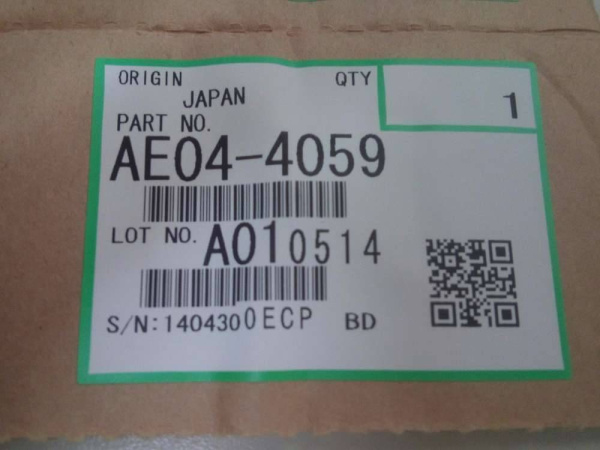 ORIGIN QTY
JAPAN 1
PART NO.
AE04-4059
LOT NO. A010514
S/N:1404300ECP BD